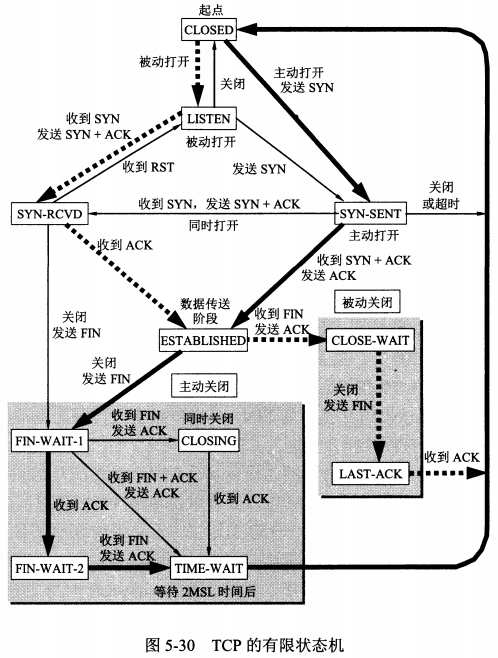 起点
CLOSED
被动打开
关闭
主动打开
发送 SYN
收到 SYN
发送 SYN + ACK
LISTEN
被动打开
收到 RST
发送 SYN
SYN-RCVD
收到 SYN，发送 SYN + ACK
同时打开
SYN-SENT
主动打开
关闭
或超时
收到 ACK
收到 SYN + ACK
发送 ACK
关闭
发送 FIN
数据传送
阶段
ESTABLISHED
收到 FIN
发送 ACK
被动关闭
CLOSE-WAIT
关闭
发送 FIN
主动关闭
关闭
发送 FIN
LAST-ACK
收到 ACK
FIN-WAIT-1
收到 FIN
发送 ACK
同时关闭
CLOSING
收到 FIN + ACK
发送 ACK
收到 ACK
收到 ACK
FIN-WAIT-2
收到 FIN
发送 ACK
TIME-WAIT
等待 2MSL 时间后
图 5-30 TCP 的有限状态机